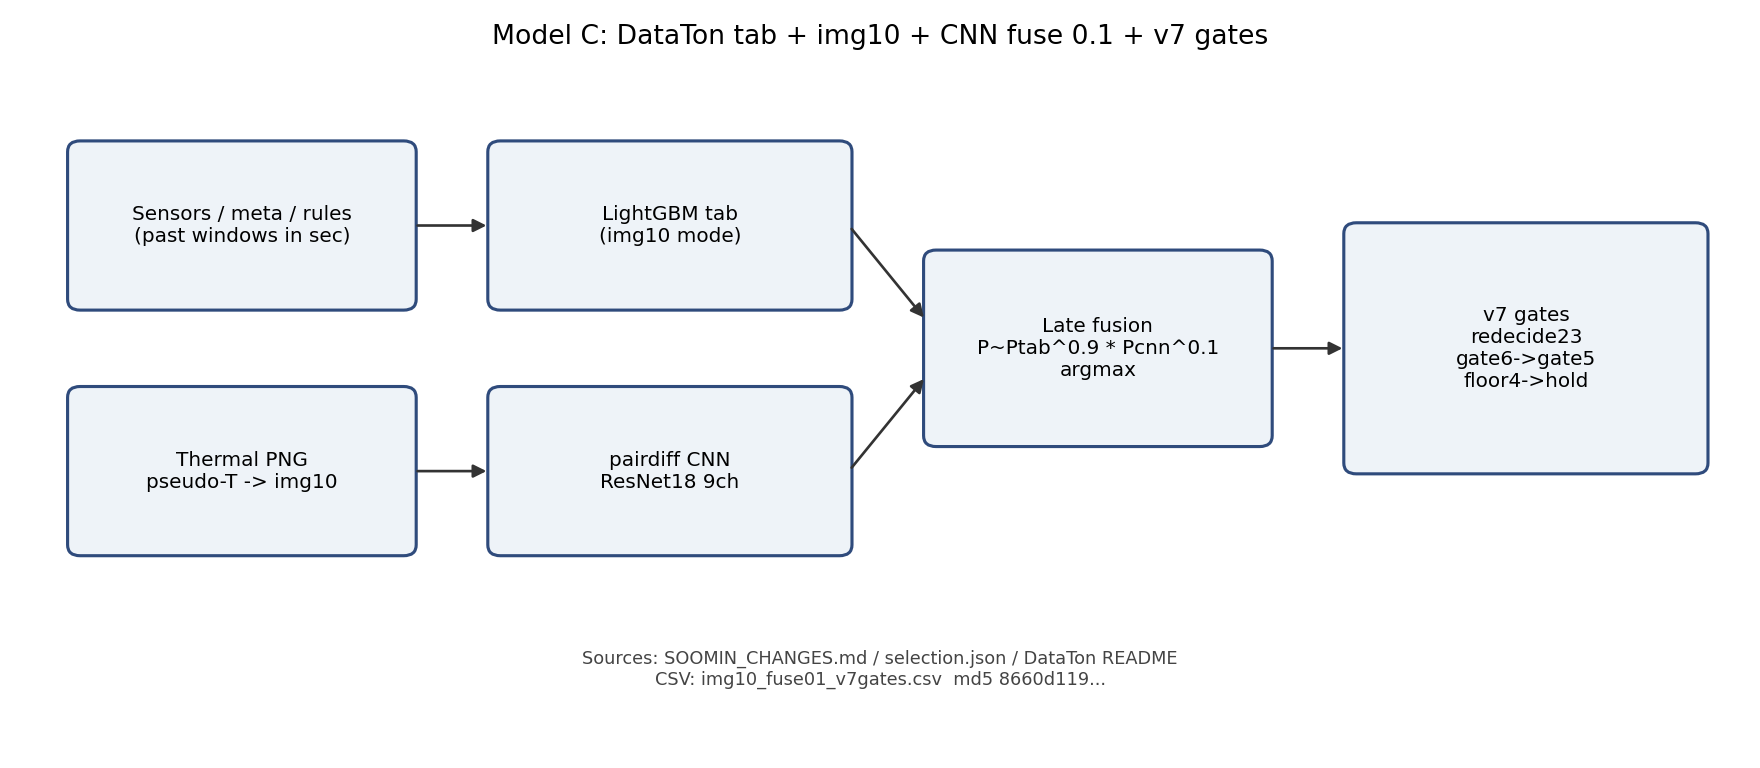 Model C: DataTon tab + img10 + CNN fuse 0.1 + v7 gates
Sensors / meta / rules
(past windows in sec)
LightGBM tab
(img10 mode)
Thermal PNG
pseudo-T -> img10
pairdiff CNN
ResNet18 9ch
Late fusion
P~Ptab^0.9 * Pcnn^0.1
argmax
v7 gates
redecide23
gate6->gate5
floor4->hold
Sources: SOOMIN_CHANGES.md / selection.json / DataTon README
CSV: img10_fuse01_v7gates.csv  md5 8660d119...